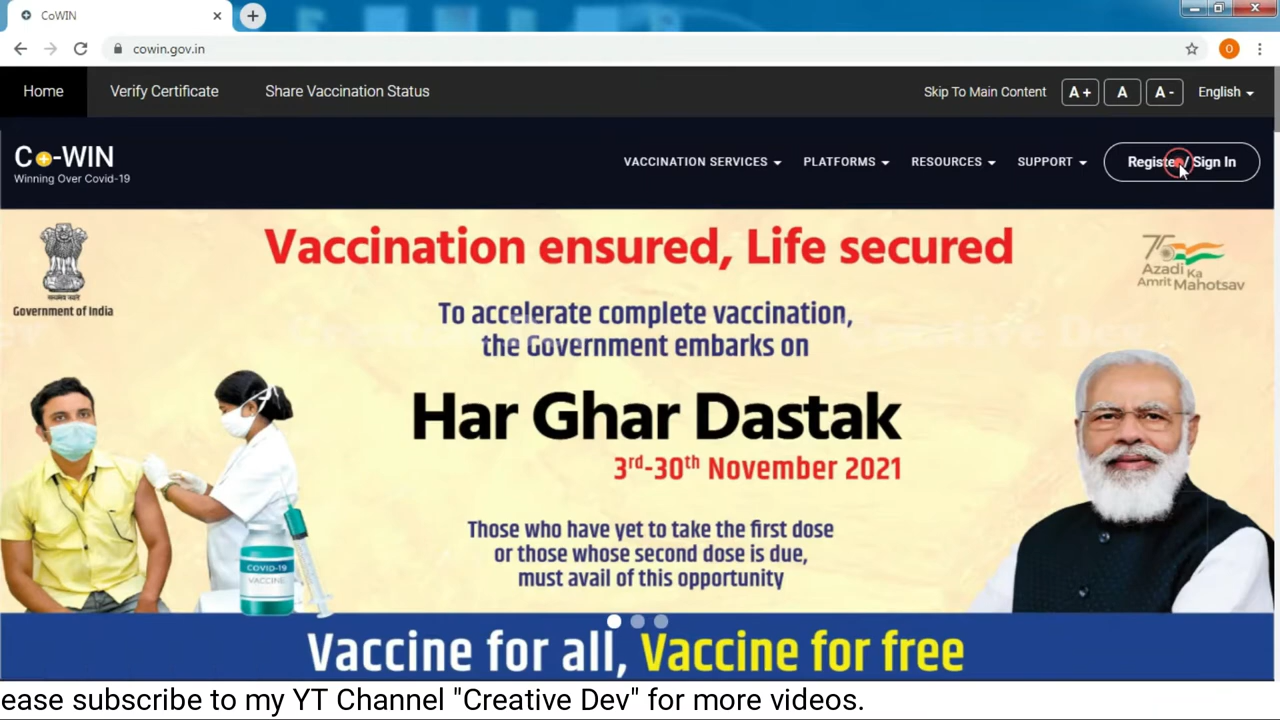 CoWIN
cowin.gov.in
O
Home Verify Certificate Share Vaccination Status Skip To Main Content A + A A - English
Co-WIN
Winning Over Covid-19
VACCINATION SERVICES PLATFORMS RESOURCES SUPPORT Register / Sign In
Government of India
Vaccination ensured, Life secured
75
Azadi Ka
Amrit Mahotsav
To accelerate complete vaccination,
the Government embarks on
Creative Dev
Har Ghar Dastak
3rd-30th November 2021
Those who have yet to take the first dose
or those whose second dose is due,
must avail of this opportunity
COVID-19
VACCINE
Vaccine for all, Vaccine for free
ease subscribe to my YT Channel "Creative Dev" for more videos.